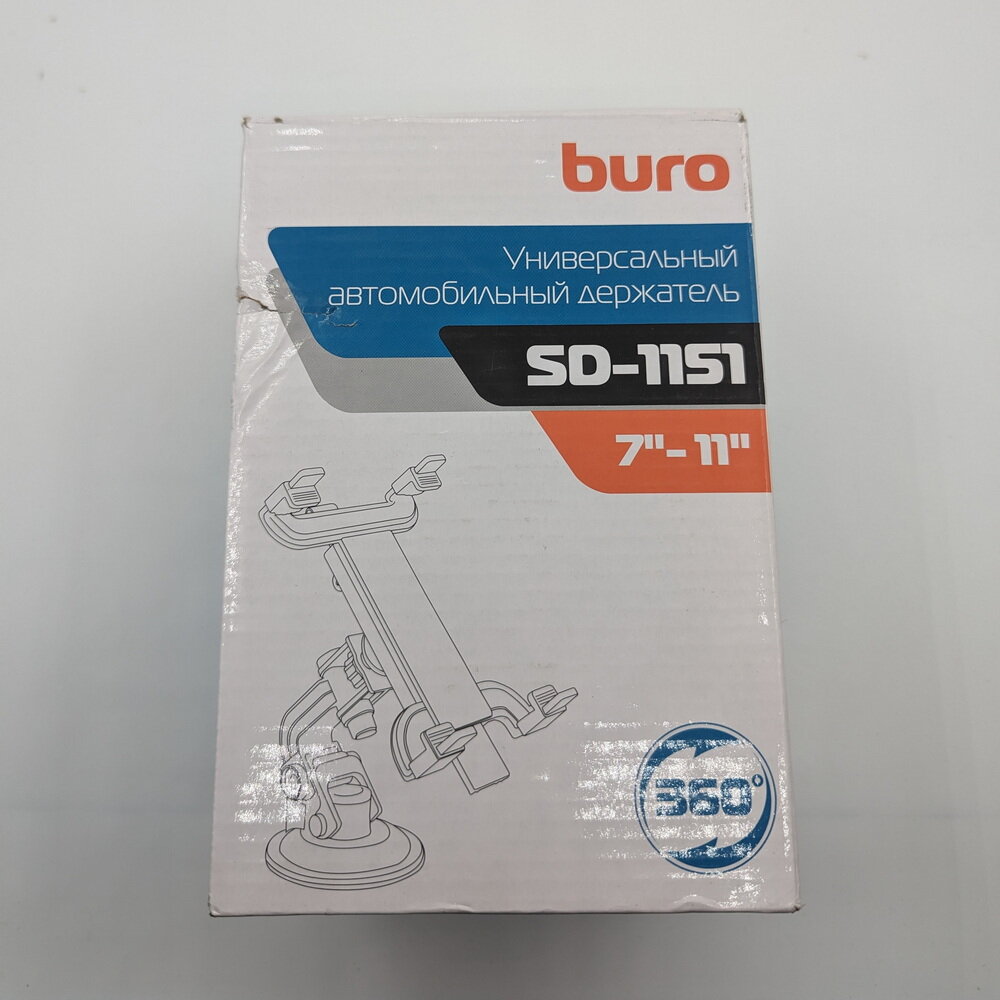 buro
Универсальный
автомобильный держатель
SD-1151
7"-11"
360°